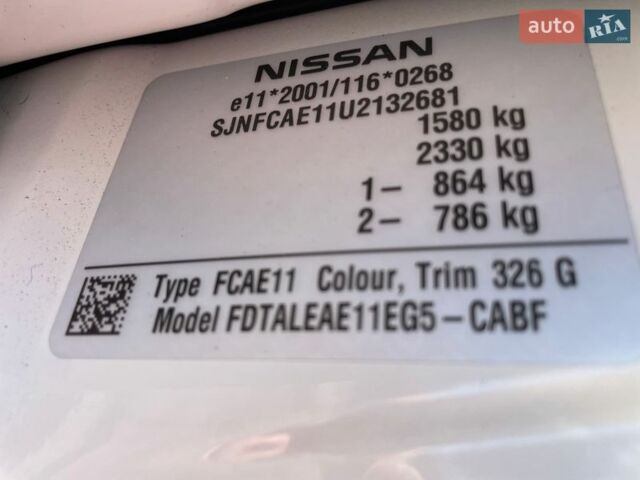 auto RIA.com
NISSAN
e11*2001/116*0268
SJNFCAE11U2132681
1580 kg
2330 kg
1– 864 kg
2– 786 kg
Type FCAE11 Colour, Trim 326 G
Model FDTALEAE11EG5–CABF